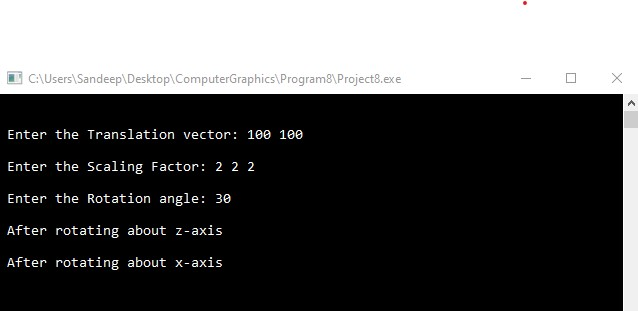 C:\Users\Sandeep\Desktop\ComputerGraphics\Program8\Project8.exe
Enter the Translation vector: 100 100
Enter the Scaling Factor: 2 2 2
Enter the Rotation angle: 30
After rotating about z-axis
After rotating about x-axis